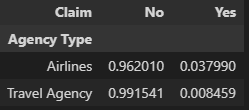 Claim No Yes
Agency Type
Airlines 0.962010 0.037990
Travel Agency 0.991541 0.008459